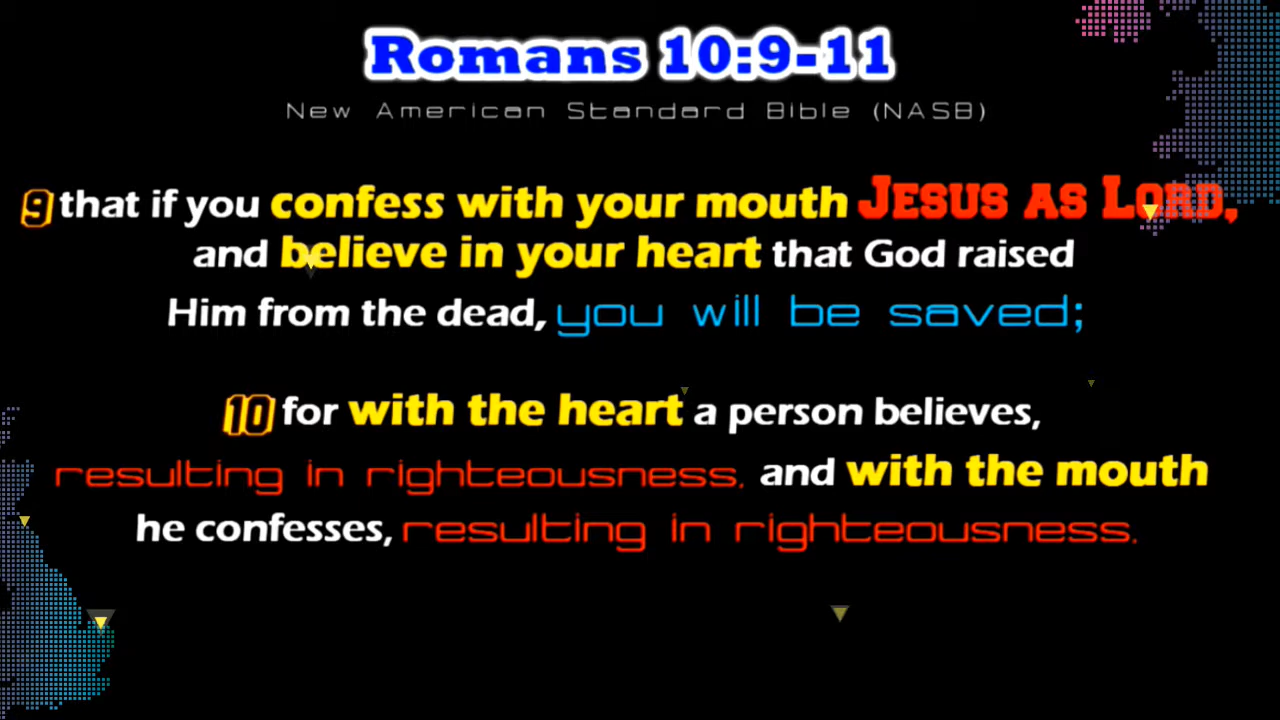 Romans 10:9-11
New American Standard Bible (NASB)
9 that if you confess with your mouth Jesus as Lord,
and believe in your heart that God raised
Him from the dead, you will be saved;
10 for with the heart a person believes,
resulting in righteousness, and with the mouth
he confesses, resulting in righteousness.